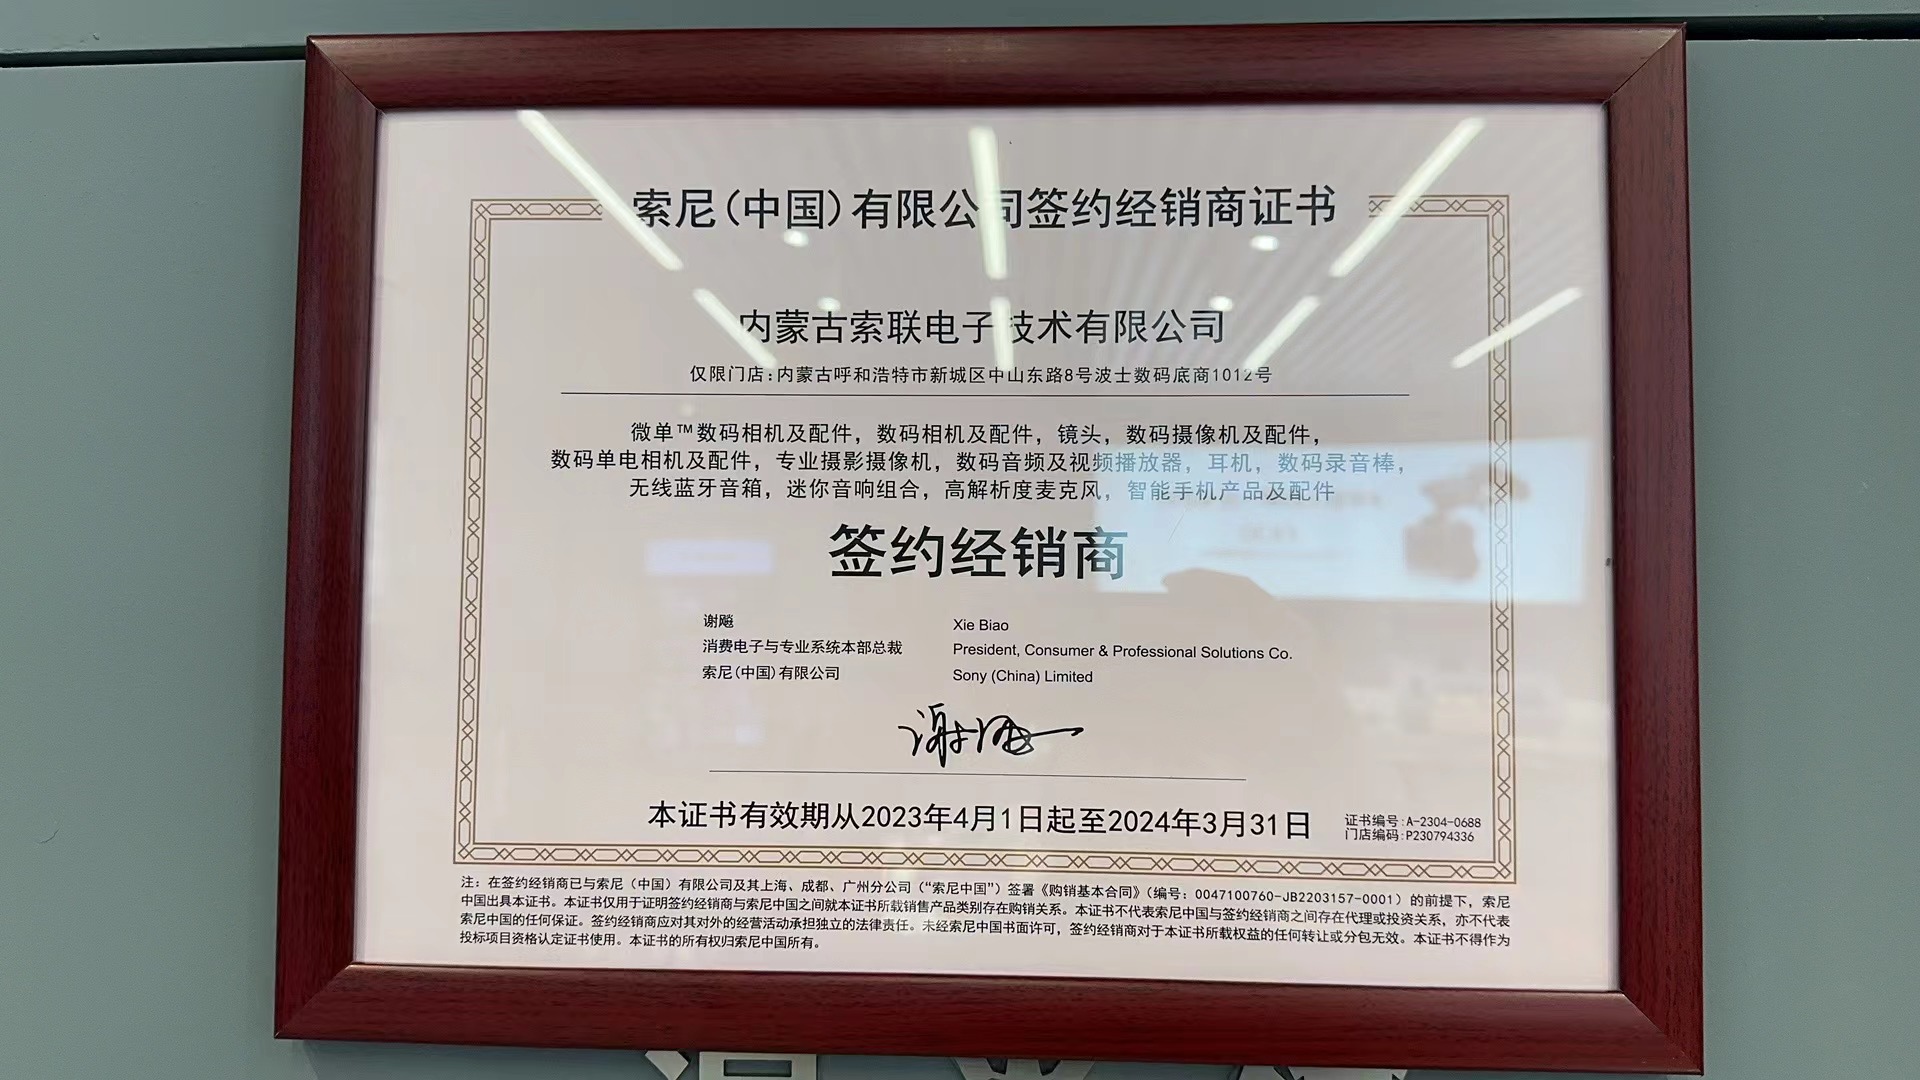 索尼(中国)有限公司签约经销商证书
内蒙古索联电子技术有限公司
仅限门店:内蒙古呼和浩特市新城区中山东路8号波士数码底商1012号
微单™数码相机及配件，数码相机及配件，镜头，数码摄像机及配件，
数码单电相机及配件，专业摄影摄像机，数码音频及视频播放器，耳机，数码录音棒，
无线蓝牙音箱，迷你音响组合，高解析度麦克风，智能手机产品及配件
签约经销商
谢飚
消费电子与专业系统本部总裁
索尼(中国)有限公司
Xie Biao
President, Consumer & Professional Solutions Co.
Sony (China) Limited
谢飚
本证书有效期从2023年4月1日起至2024年3月31日
证书编号:A-2304-0688
门店编码:P230794336
注：在签约经销商已与索尼（中国）有限公司及其上海、成都、广州分公司（“索尼中国”）签署《购销基本合同》（编号：0047100760-JB2203157-0001）的前提下，索尼
中国出具本证书。本证书仅用于证明签约经销商与索尼中国之间就本证书所载销售产品类别存在购销关系。本证书不代表索尼中国与签约经销商之间存在代理或投资关系，亦不代表
索尼中国的任何保证。签约经销商应对其对外的经营活动承担独立的法律责任。未经索尼中国书面许可，签约经销商对于本证书所载权益的任何转让或分包无效。本证书不得作为
投标项目资格认定证书使用。本证书的所有权归索尼中国所有。